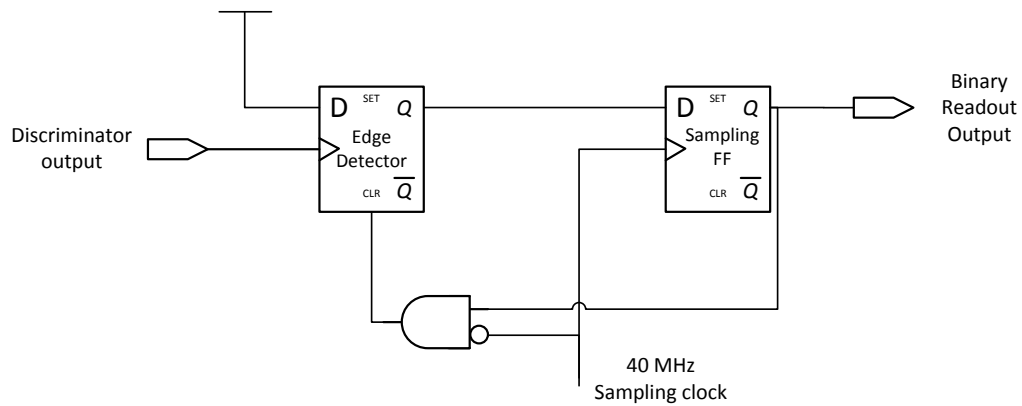 Discriminator
output
D SET Q
Edge
Detector
CLR Q
D SET Q
Sampling
FF
CLR Q
Binary
Readout
Output
40 MHz
Sampling clock